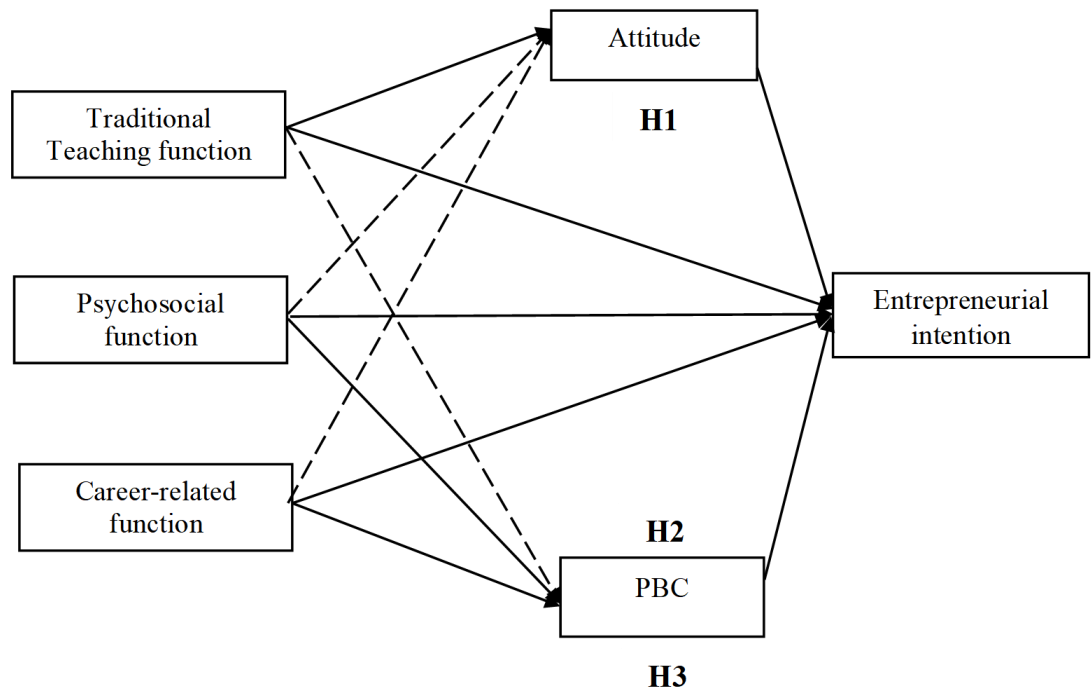 Attitude
H1
Traditional
Teaching function
Psychosocial
function
Entrepreneurial
intention
Career-related
function
H2
PBC
H3